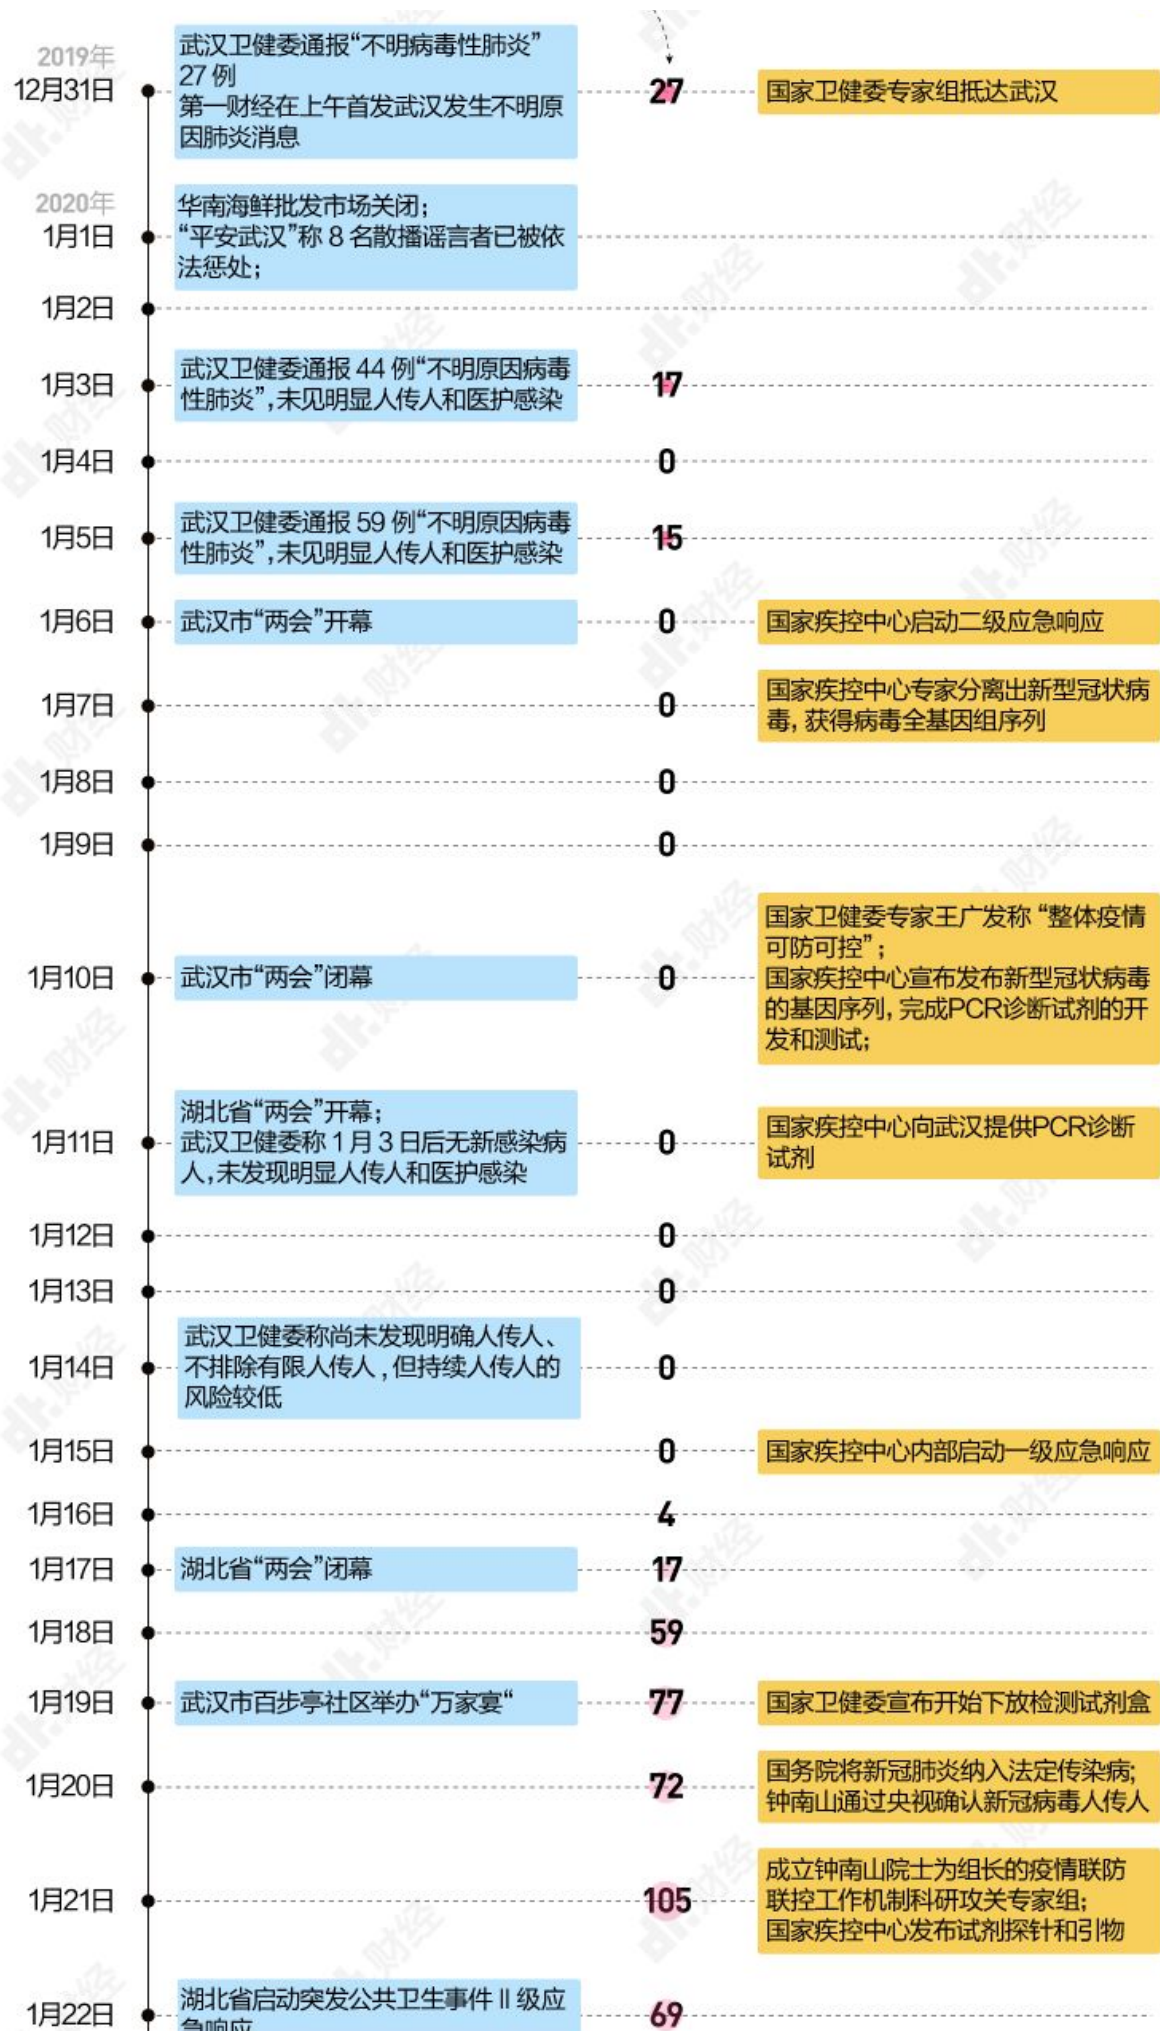 2019年
12月31日
武汉卫健委通报“不明病毒性肺炎”
27 例
第一财经在上午首发武汉发生不明原
因肺炎消息
27
国家卫健委专家组抵达武汉
2020年
1月1日
华南海鲜批发市场关闭；
“平安武汉”称 8 名散播谣言者已被依
法惩处；
1月2日
1月3日
武汉卫健委通报 44 例“不明原因病毒
性肺炎”，未见明显人传人和医护感染
17
1月4日
0
1月5日
武汉卫健委通报 59 例“不明原因病毒
性肺炎”，未见明显人传人和医护感染
15
1月6日
武汉市“两会”开幕
0
国家疾控中心启动二级应急响应
1月7日
0
国家疾控中心专家分离出新型冠状病
毒，获得病毒全基因组序列
1月8日
0
1月9日
0
1月10日
武汉市“两会”闭幕
0
国家卫健委专家王广发称 “整体疫情
可防可控”；
国家疾控中心宣布发布新型冠状病毒
的基因序列，完成PCR诊断试剂的开
发和测试；
1月11日
湖北省“两会”开幕；
武汉卫健委称 1 月 3 日后无新感染病
人，未发现明显人传人和医护感染
0
国家疾控中心向武汉提供PCR诊断
试剂
1月12日
0
1月13日
0
1月14日
武汉卫健委称尚未发现明确人传人、
不排除有限人传人，但持续人传人的
风险较低
0
1月15日
0
国家疾控中心内部启动一级应急响应
1月16日
4
1月17日
湖北省“两会”闭幕
17
1月18日
59
1月19日
武汉市百步亭社区举办“万家宴“
77
国家卫健委宣布开始下放检测试剂盒
1月20日
72
国务院将新冠肺炎纳入法定传染病；
钟南山通过央视确认新冠病毒人传人
1月21日
105
成立钟南山院士为组长的疫情联防
联控工作机制科研攻关专家组；
国家疾控中心发布试剂探针和引物
1月22日
湖北省启动突发公共卫生事件 Ⅱ 级应
急响应
69